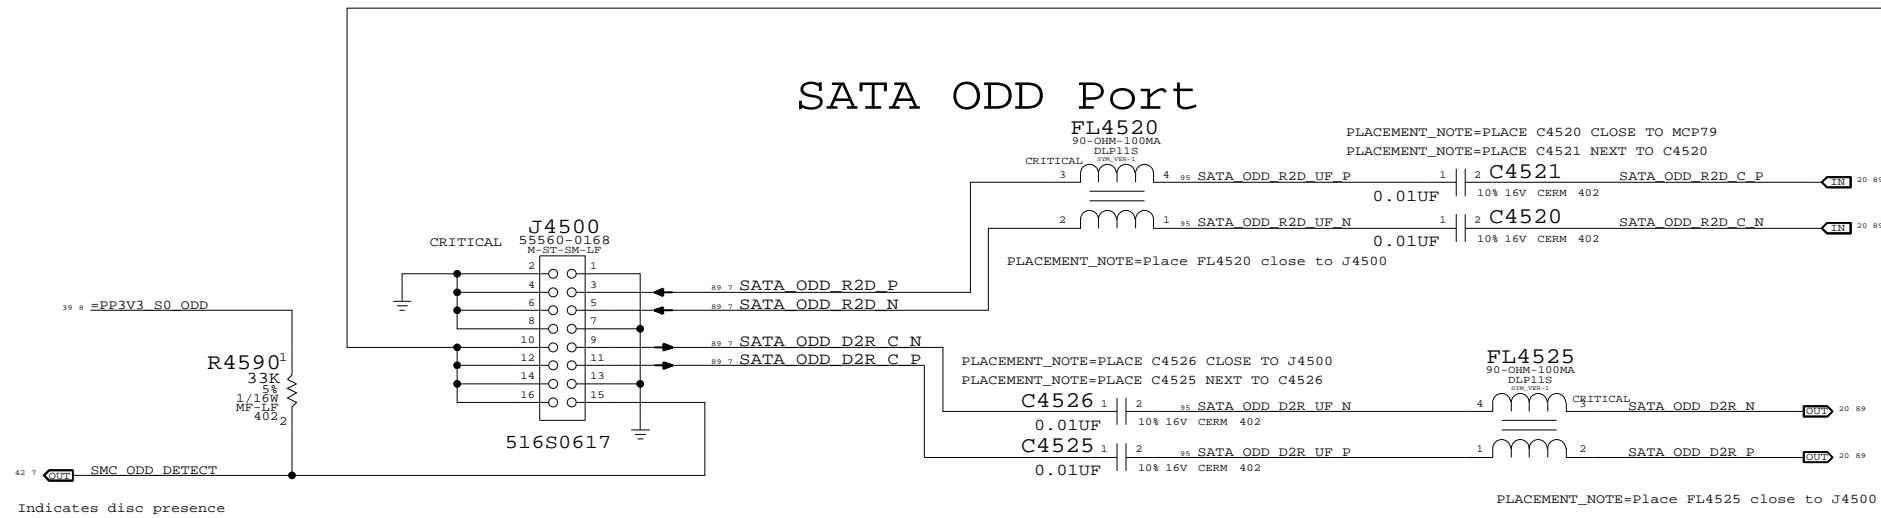 SATA ODD Port
FL4520
90-OHM-100MA
DLP11S
SYM_VER-1
CRITICAL
3
4
2
1
PLACEMENT_NOTE=PLACE C4520 CLOSE TO MCP79
PLACEMENT_NOTE=PLACE C4521 NEXT TO C4520
95 SATA_ODD_R2D_UF_P
1
2 C4521
SATA_ODD_R2D_C_P
IN 20 89
0.01UF
10% 16V CERM 402
95 SATA_ODD_R2D_UF_N
1
2 C4520
SATA_ODD_R2D_C_N
IN 20 89
0.01UF
10% 16V CERM 402
PLACEMENT_NOTE=Place FL4520 close to J4500
J4500
55560-0168
M-ST-SM-LF
CRITICAL
2 1
4 3
6 5
8 7
10 9
12 11
14 13
16 15
516S0617
89 7 SATA_ODD_R2D_P
89 7 SATA_ODD_R2D_N
89 7 SATA_ODD_D2R_C_N
89 7 SATA_ODD_D2R_C_P
39 8 =PP3V3_S0_ODD
R4590
1
33K
5%
1/16W
MF-LF
402
2
PLACEMENT_NOTE=PLACE C4526 CLOSE TO J4500
PLACEMENT_NOTE=PLACE C4525 NEXT TO C4526
C4526 1 2
95 SATA_ODD_D2R_UF_N
0.01UF
10% 16V CERM 402
C4525 1 2
95 SATA_ODD_D2R_UF_P
0.01UF
10% 16V CERM 402
FL4525
90-OHM-100MA
DLP11S
SYM_VER-1
CRITICAL
4
3
1
2
SATA_ODD_D2R_N
OUT 20 89
SATA_ODD_D2R_P
OUT 20 89
42 7 OUT SMC_ODD_DETECT
Indicates disc presence
PLACEMENT_NOTE=Place FL4525 close to J4500